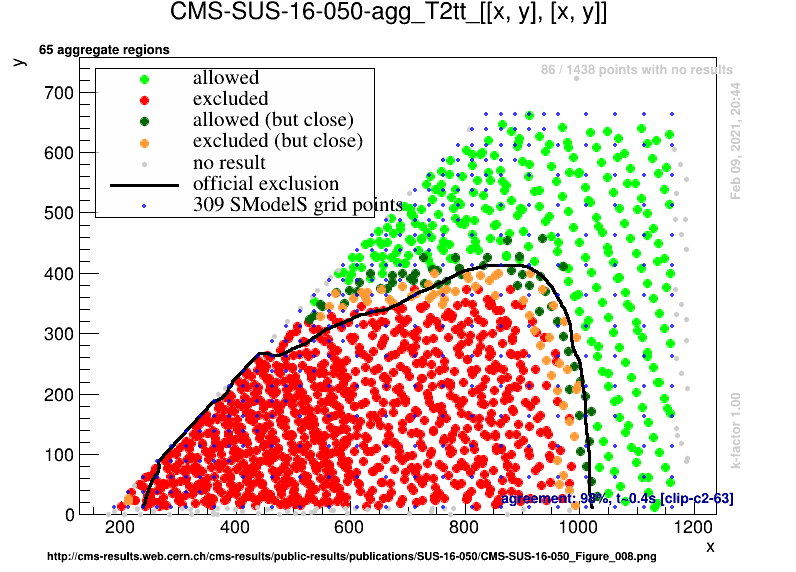 CMS-SUS-16-050-agg_T2tt_[[x, y], [x, y]]
65 aggregate regions
y
86 / 1438 points with no results
allowed
excluded
allowed (but close)
excluded (but close)
no result
official exclusion
309 SModelS grid points
700
600
500
400
300
200
100
0
200
400
600
800
1000
1200
x
Feb 09, 2021, 20:44
k-factor 1.00
agreement: 98%, t~0.4s [clip-c2-63]
http://cms-results.web.cern.ch/cms-results/public-results/publications/SUS-16-050/CMS-SUS-16-050_Figure_008.png